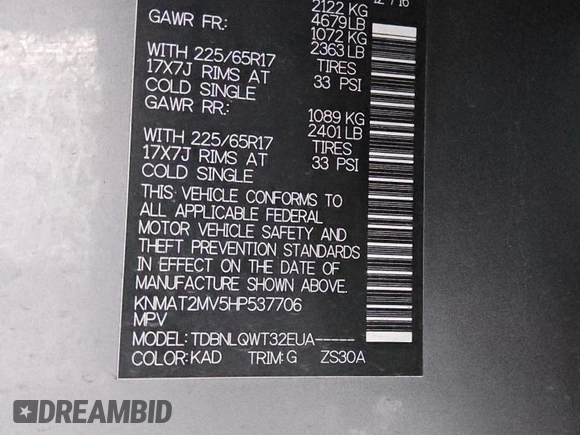 12 / 16
2122 KG
4679 LB
GAWR FR: 1072 KG
2363 LB
WITH 225/65R17 TIRES
17X7J RIMS AT 33 PSI
COLD SINGLE
GAWR RR: 1089 KG
2401 LB
WITH 225/65R17 TIRES
17X7J RIMS AT 33 PSI
COLD SINGLE
THIS VEHICLE CONFORMS TO
ALL APPLICABLE FEDERAL
MOTOR VEHICLE SAFETY AND
THEFT PREVENTION STANDARDS
IN EFFECT ON THE DATE OF
MANUFACTURE SHOWN ABOVE.
KNMAT2MV5HP537706
MPV
MODEL: TDBNLQWT32EUA-----
COLOR: KAD TRIM: G ZS30A
DREAMBID